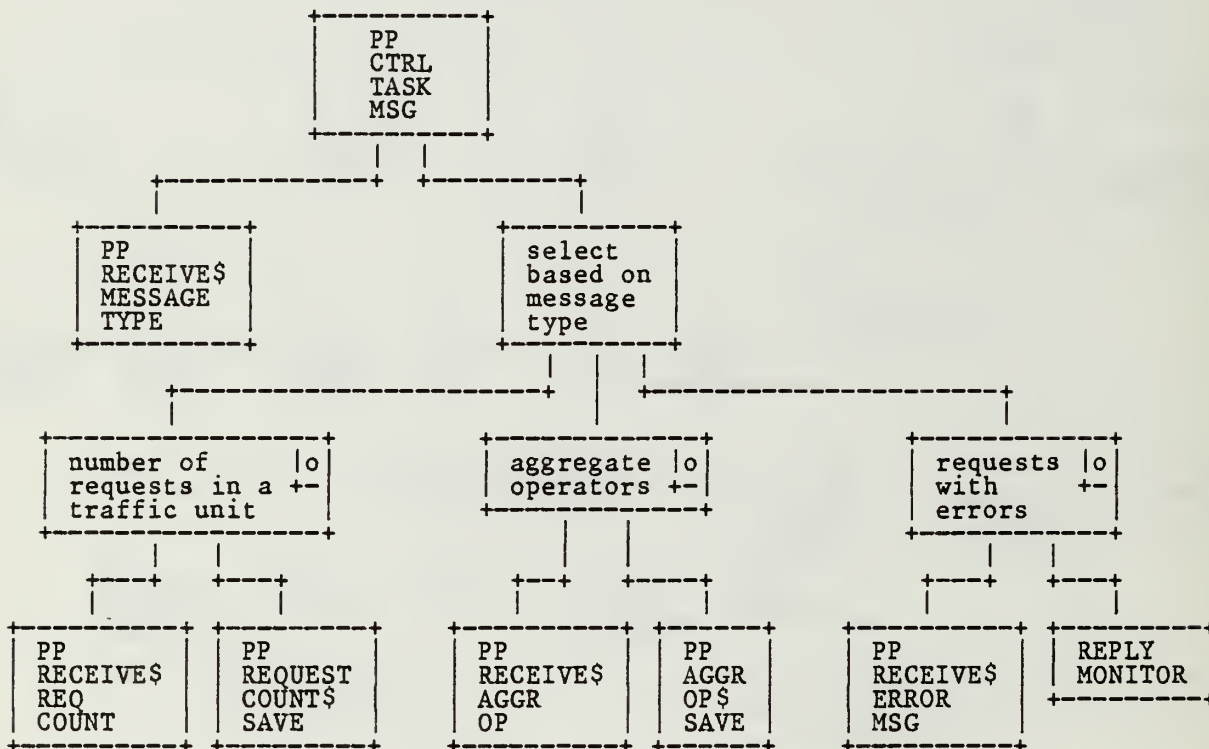 PP
CTRL
TASK
MSG
PP
RECEIVE$
MESSAGE
TYPE
select
based on
message
type
number of
requests in a
traffic unit
o
aggregate
operators
o
requests
with
errors
o
PP
RECEIVE$
REQ
COUNT
PP
REQUEST
COUNT$
SAVE
PP
RECEIVE$
AGGR
OP
PP
AGGR
OP$
SAVE
PP
RECEIVE$
ERROR
MSG
REPLY
MONITOR